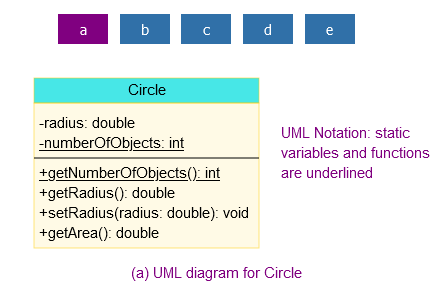 a b c d e
Circle
-radius: double
-numberOfObjects: int
+getNumberOfObjects(): int
+getRadius(): double
+setRadius(radius: double): void
+getArea(): double
UML Notation: static
variables and functions
are underlined
(a) UML diagram for Circle